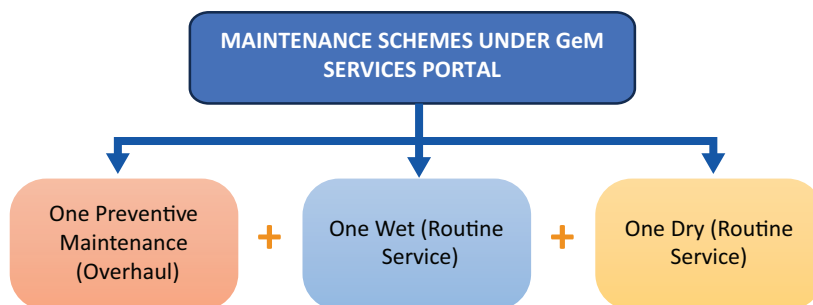 MAINTENANCE SCHEMES UNDER GeM
SERVICES PORTAL
One Preventive
Maintenance
(Overhaul)
+
One Wet (Routine
Service)
+
One Dry (Routine
Service)